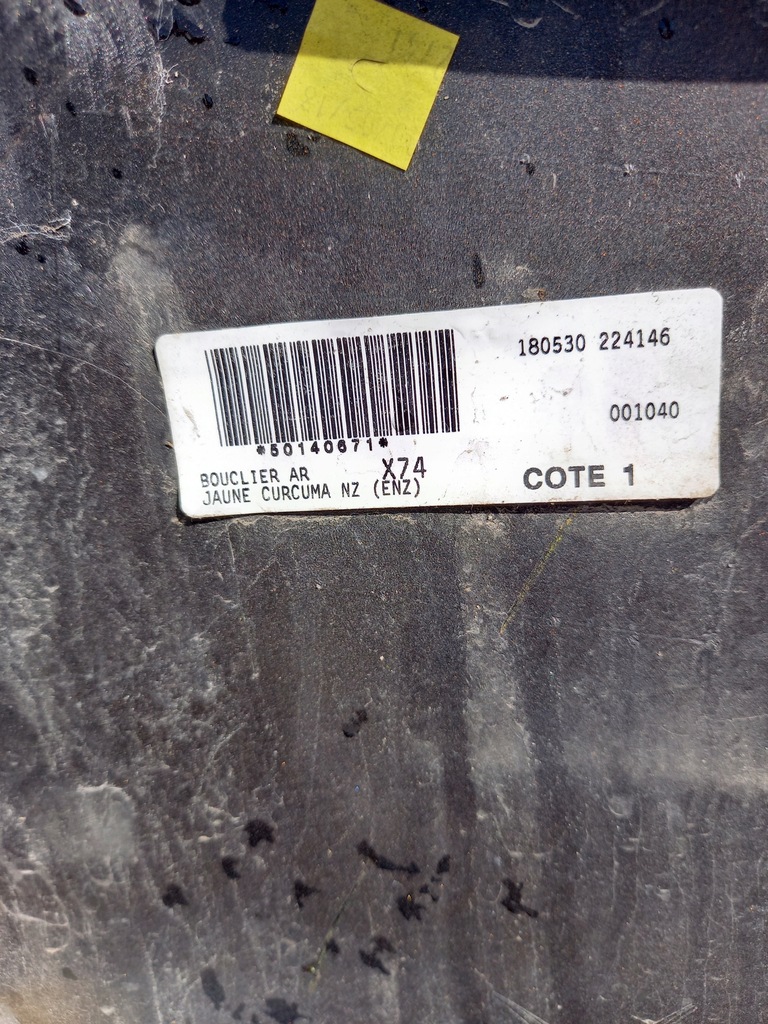 180530 224146
001040
*50140671*
BOUCLIER AR X74
JAUNE CURCUMA NZ (ENZ)
COTE 1